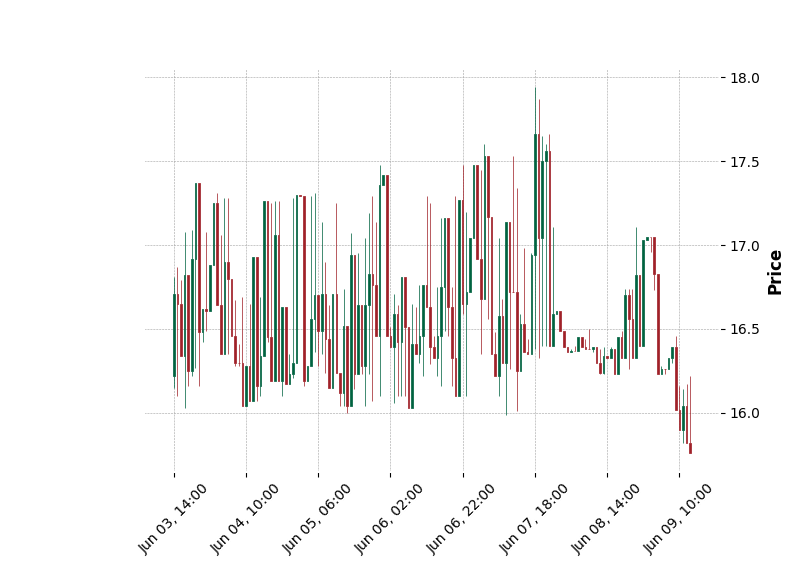 18.0
17.5
17.0
16.5
16.0
Price
Jun 03, 14:00
Jun 04, 10:00
Jun 05, 06:00
Jun 06, 02:00
Jun 06, 22:00
Jun 07, 18:00
Jun 08, 14:00
Jun 09, 10:00